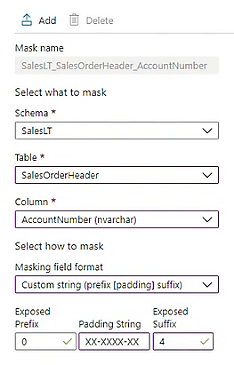 Add Delete
Mask name
SalesLT_SalesOrderHeader_AccountNumber
Select what to mask
Schema *
SalesLT
Table *
SalesOrderHeader
Column *
AccountNumber (nvarchar)
Select how to mask
Masking field format
Custom string (prefix [padding] suffix)
Exposed Prefix Padding String Exposed Suffix
0 XX-XXXX-XX 4